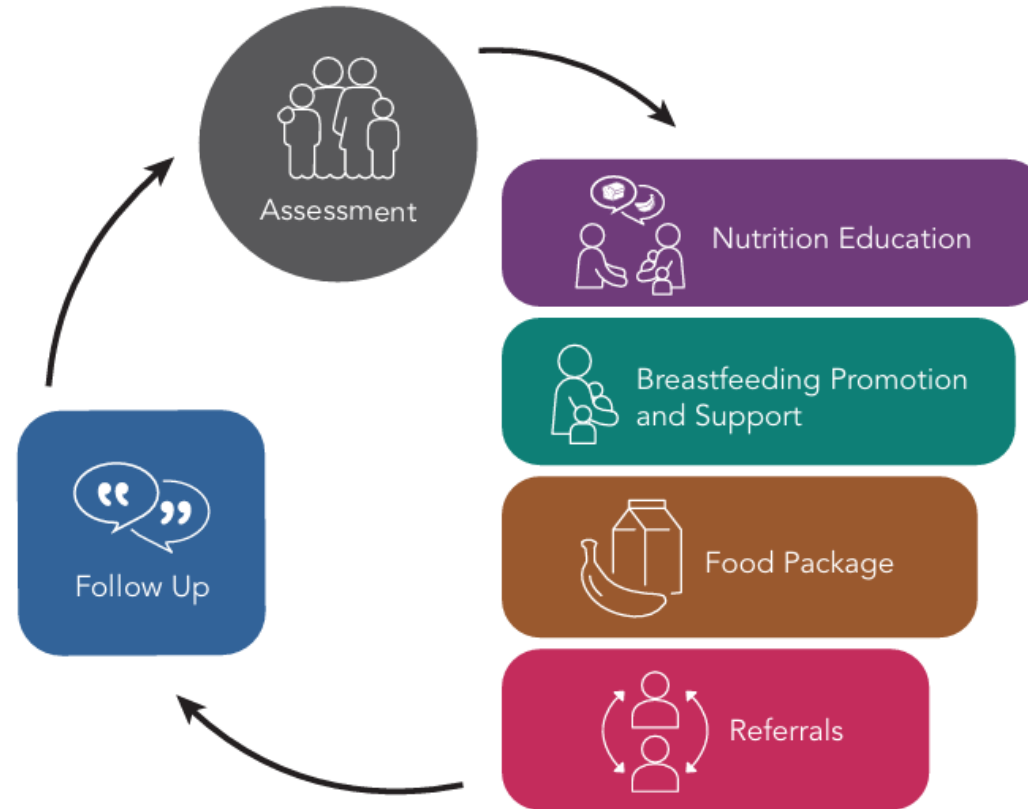 Assessment
Nutrition Education
Breastfeeding Promotion
and Support
Food Package
Referrals
Follow Up